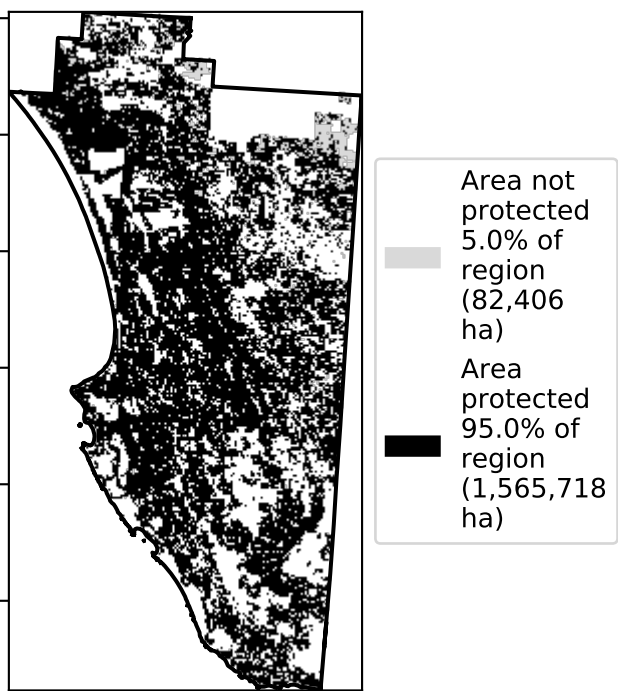 Area not
protected
5.0% of
region
(82,406
ha)
Area
protected
95.0% of
region
(1,565,718
ha)